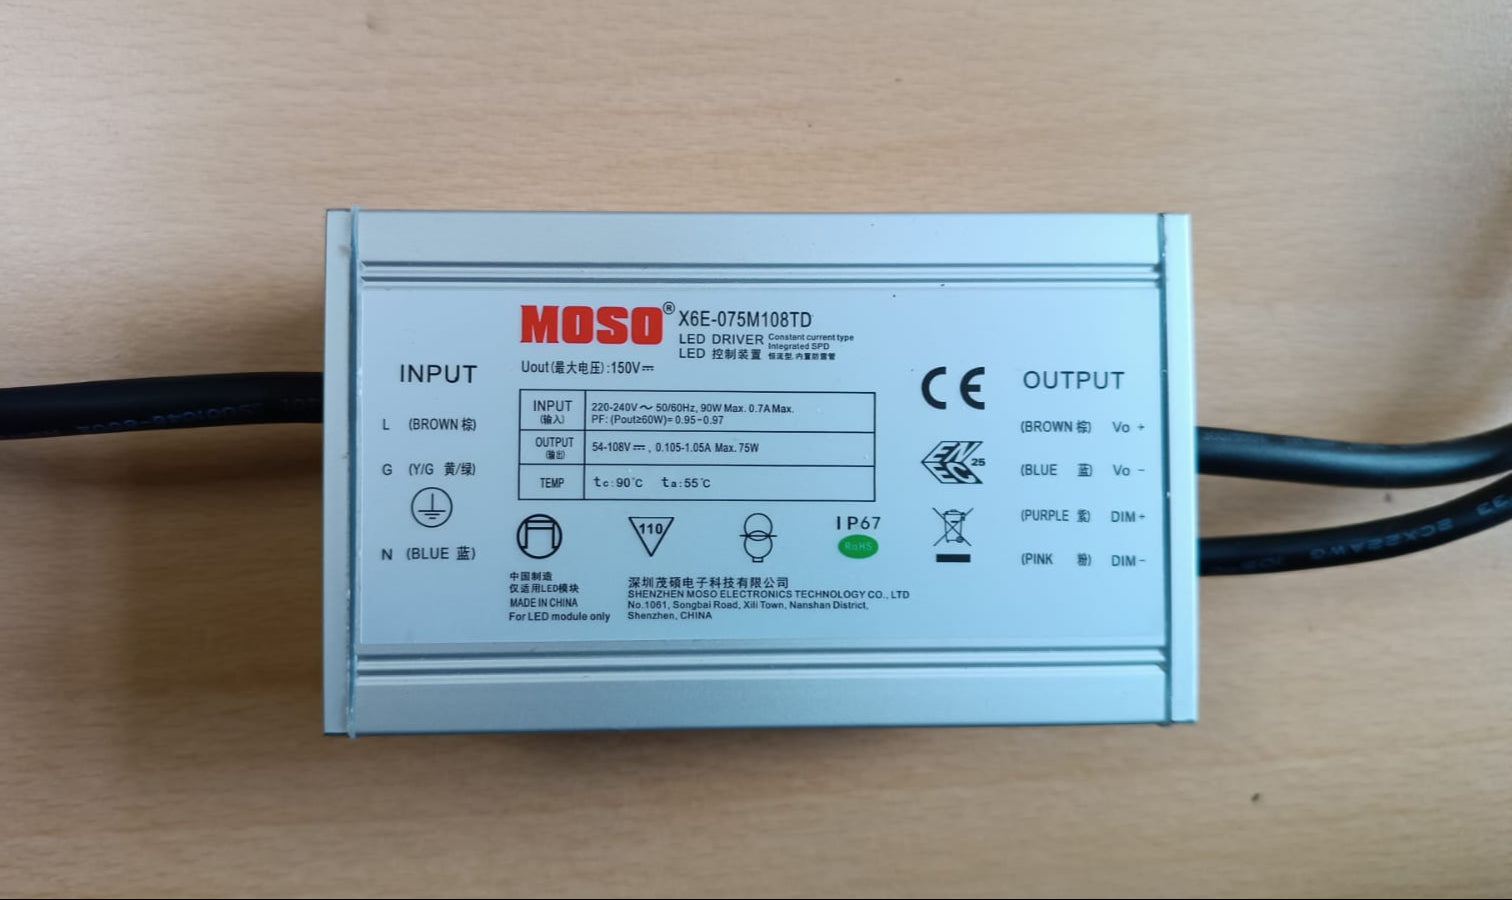 MOSO® X6E-075M108TD
LED DRIVER Constant current type
Integrated SPD
LED 控制装置 恒流型, 内置防雷管
Uout(最大电压):150V⎓
INPUT
L (BROWN 棕)
G (Y/G 黄/绿)
N (BLUE 蓝)
INPUT (输入) 220-240V～ 50/60Hz, 90W Max. 0.7A Max.
PF: (Pout≥60W)= 0.95-0.97
OUTPUT (输出) 54-108V⎓, 0.105-1.05A Max. 75W
TEMP tc:90℃ ta:55℃
110
IP67
RoHS
中国制造
仅适用LED模块
MADE IN CHINA
For LED module only
深圳茂硕电子科技有限公司
SHENZHEN MOSO ELECTRONICS TECHNOLOGY CO., LTD
No.1061, Songbai Road, Xili Town, Nanshan District,
Shenzhen, CHINA
CE
ENEC 25
OUTPUT
(BROWN 棕) Vo +
(BLUE 蓝) Vo -
(PURPLE 紫) DIM+
(PINK 粉) DIM-